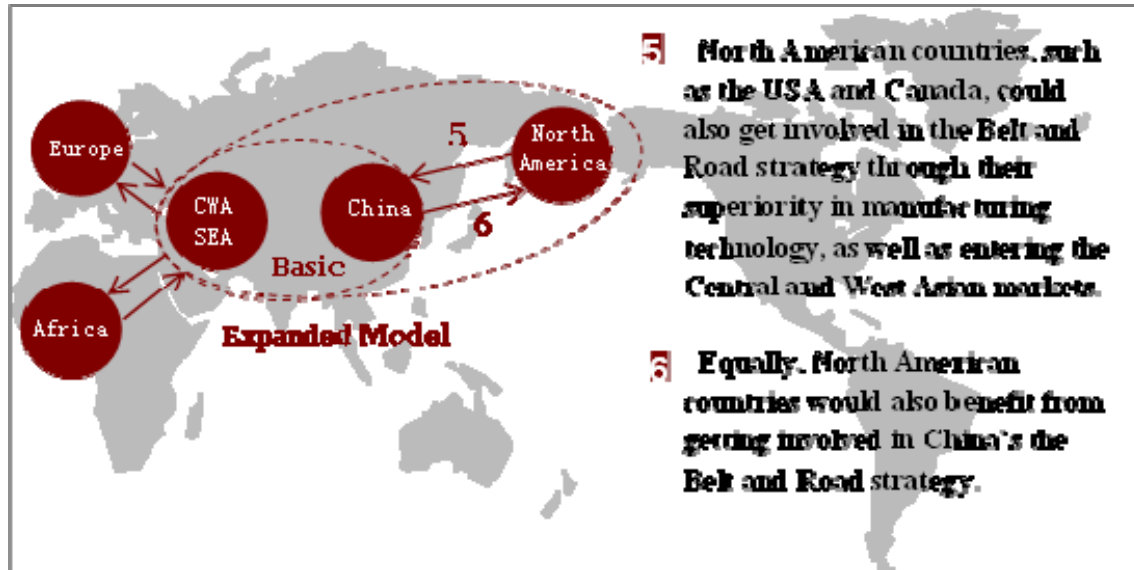 Europe
CWA
SEA
China
North
America
Africa
Basic
Expanded Model
5
6
5 North American countries, such
as the USA and Canada, could
also get involved in the Belt and
Road strategy through their
superiority in manufacturing
technology, as well as entering the
Central and West Asian markets.
6 Equally, North American
countries would also benefit from
getting involved in China's the
Belt and Road strategy.